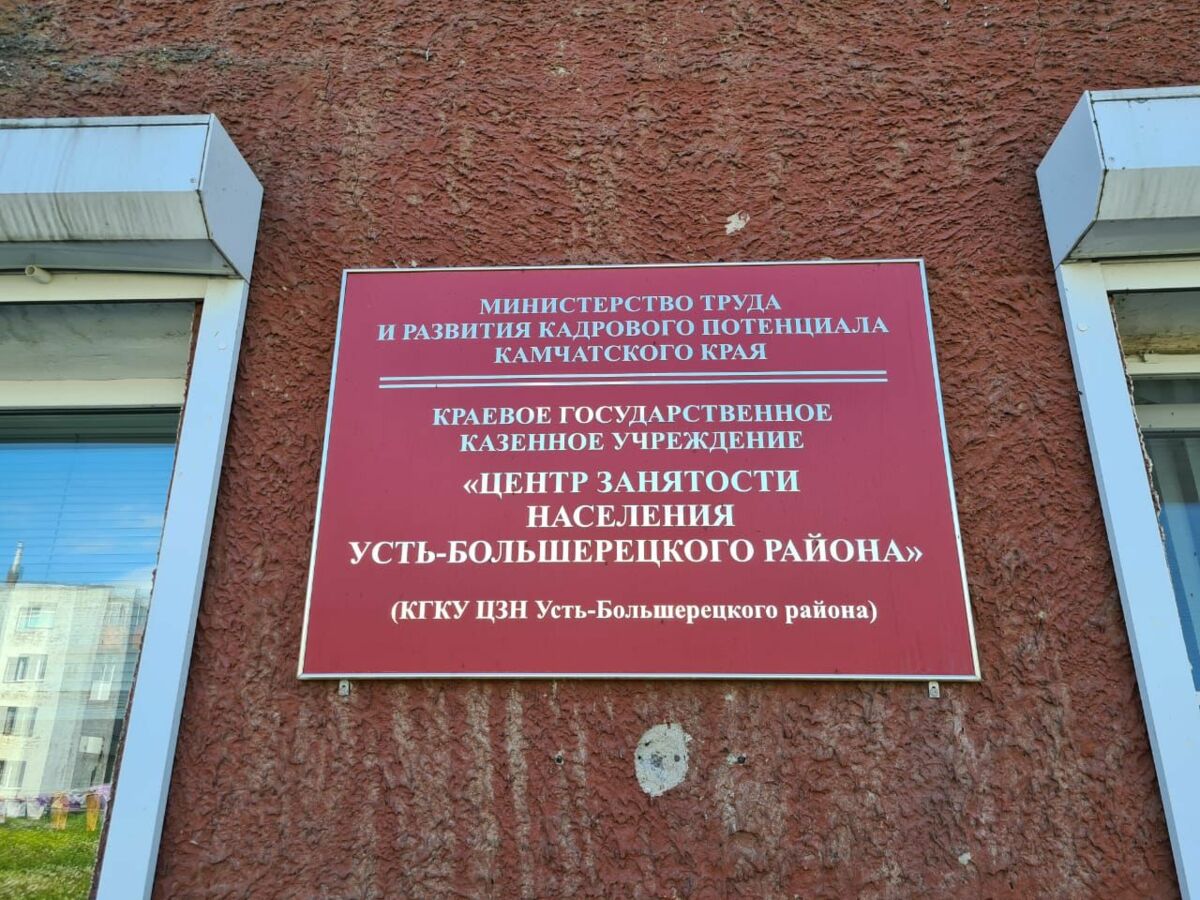 МИНИСТЕРСТВО ТРУДА
И РАЗВИТИЯ КАДРОВОГО ПОТЕНЦИАЛА
КАМЧАТСКОГО КРАЯ
КРАЕВОЕ ГОСУДАРСТВЕННОЕ
КАЗЕННОЕ УЧРЕЖДЕНИЕ
«ЦЕНТР ЗАНЯТОСТИ
НАСЕЛЕНИЯ
УСТЬ-БОЛЬШЕРЕЦКОГО РАЙОНА»
(КГКУ ЦЗН Усть-Большерецкого района)